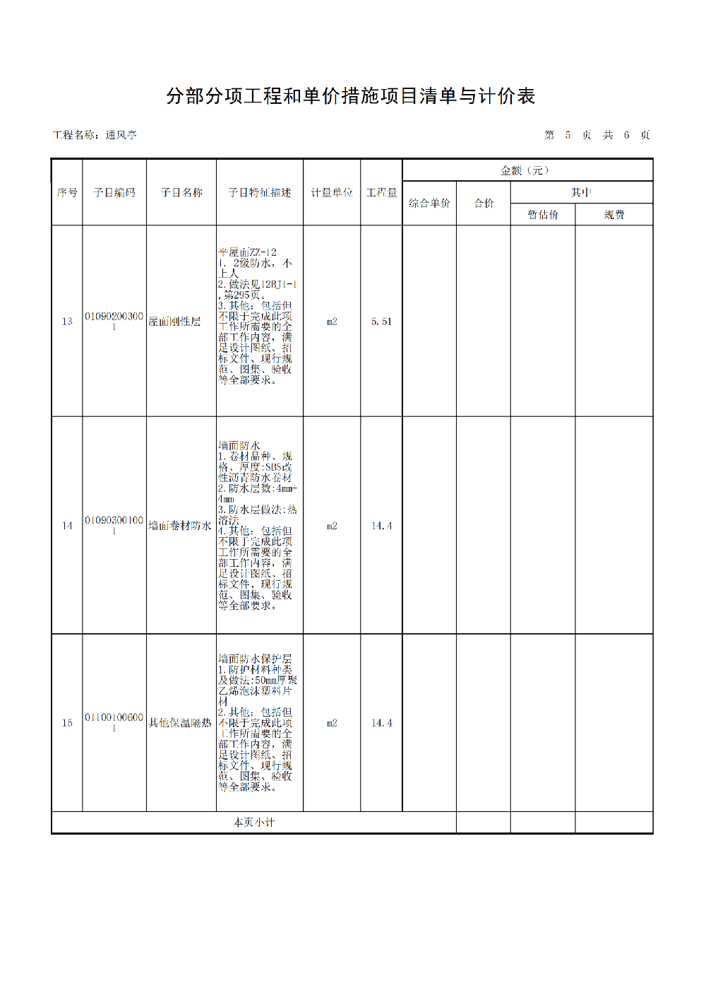 分部分项工程和单价措施项目清单与计价表
工程名称：通风亭
第 5 页 共 6 页
序号
子目编码
子目名称
子目特征描述
计量单位
工程量
金额（元）
综合单价
合价
其中
暂估价
规费
13
01090200300
1
屋面刚性层
平屋面ZZ-12
1. 2级防水，不
上人
2.做法见12BJ1-1
,第295页。
3.其他：包括但
不限于完成此项
工作所需要的全
部工作内容，满
足设计图纸、招
标文件、现行规
范、图集、验收
等全部要求。
m2
5.51
14
01090300100
1
墙面卷材防水
墙面防水
1.卷材品种、规
格、厚度:SBS改
性沥青防水卷材
2.防水层数:4mm+
4mm
3.防水层做法:热
溶法
4.其他：包括但
不限于完成此项
工作所需要的全
部工作内容，满
足设计图纸、招
标文件、现行规
范、图集、验收
等全部要求。
m2
14.4
15
01100100600
1
其他保温隔热
墙面防水保护层
1.防护材料种类
及做法:50mm厚聚
乙烯泡沫塑料片
材
2.其他：包括但
不限于完成此项
工作所需要的全
部工作内容，满
足设计图纸、招
标文件、现行规
范、图集、验收
等全部要求。
m2
14.4
本页小计